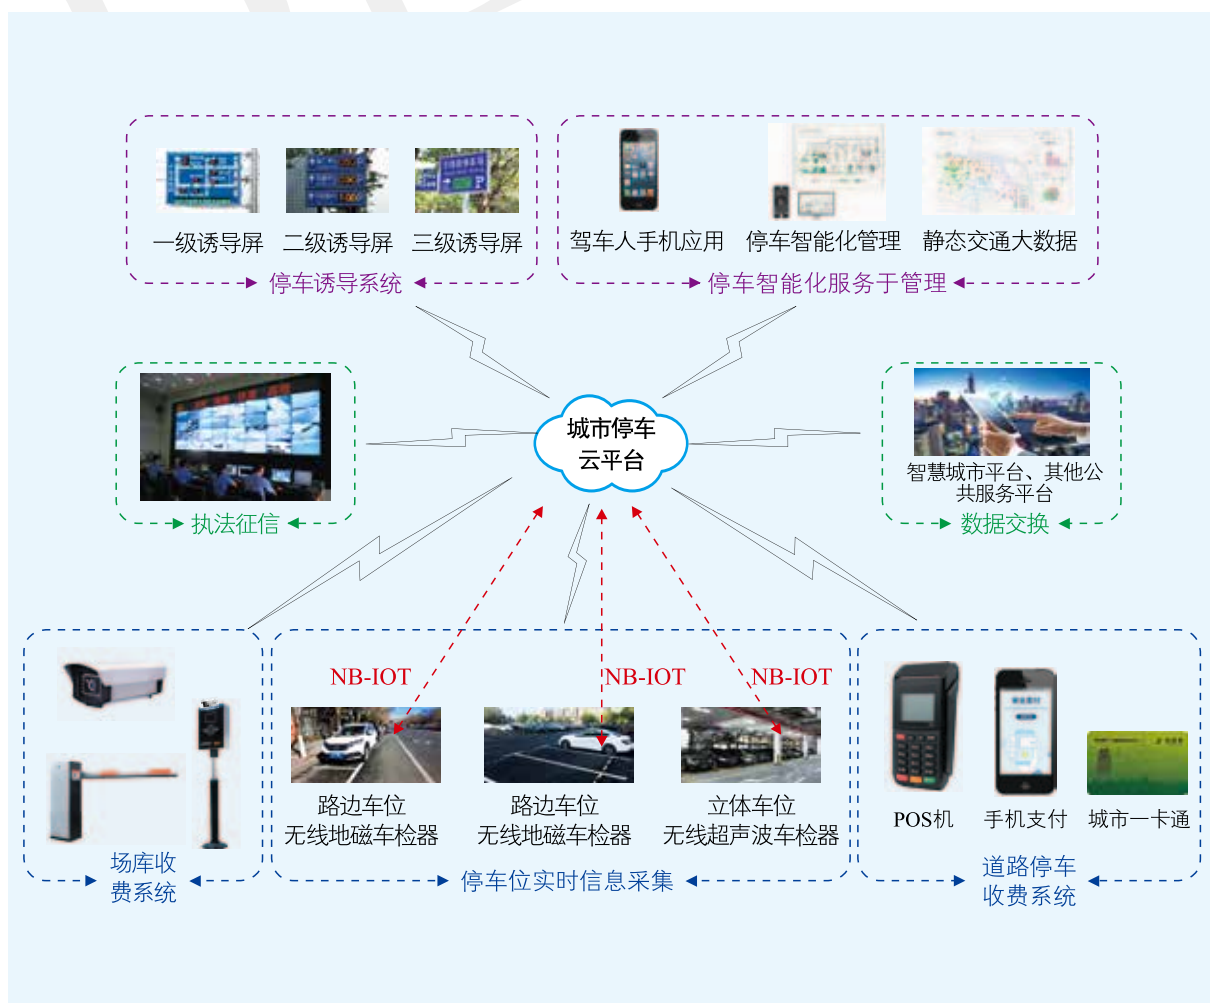 一级诱导屏
二级诱导屏
三级诱导屏
停车诱导系统
驾车人手机应用
停车智能化管理
静态交通大数据
停车智能化服务于管理
执法征信
城市停车
云平台
智慧城市平台、其他公
共服务平台
数据交换
场库收
费系统
NB-IOT
NB-IOT
NB-IOT
路边车位
无线地磁车检器
路边车位
无线地磁车检器
立体车位
无线超声波车检器
停车位实时信息采集
POS机
手机支付
城市一卡通
道路停车
收费系统